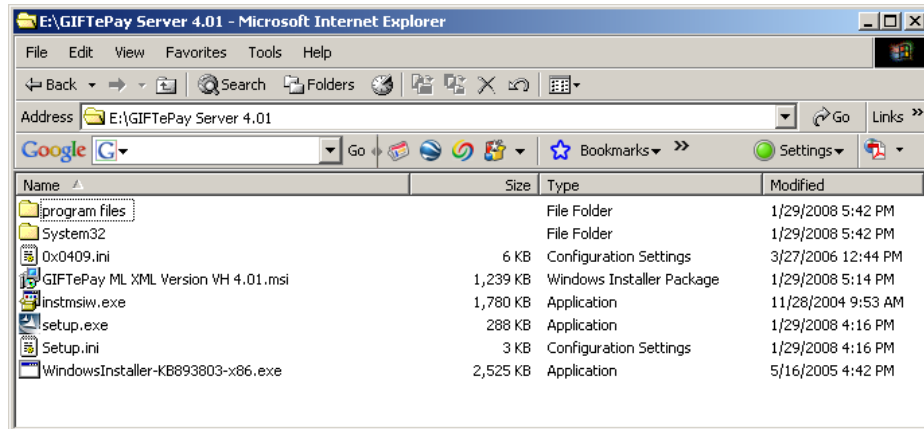 E:\GIFTePay Server 4.01 - Microsoft Internet Explorer
File Edit View Favorites Tools Help
Back Search Folders
Address E:\GIFTePay Server 4.01 Go Links »
Google G Go Bookmarks » Settings
Name Size Type Modified
program files File Folder 1/29/2008 5:42 PM
System32 File Folder 1/29/2008 5:42 PM
0x0409.ini 6 KB Configuration Settings 3/27/2006 12:44 PM
GIFTePay ML XML Version VH 4.01.msi 1,239 KB Windows Installer Package 1/29/2008 5:14 PM
instmsiw.exe 1,780 KB Application 11/28/2004 9:53 AM
setup.exe 288 KB Application 1/29/2008 4:16 PM
Setup.ini 3 KB Configuration Settings 1/29/2008 4:16 PM
WindowsInstaller-KB893803-x86.exe 2,525 KB Application 5/16/2005 4:42 PM